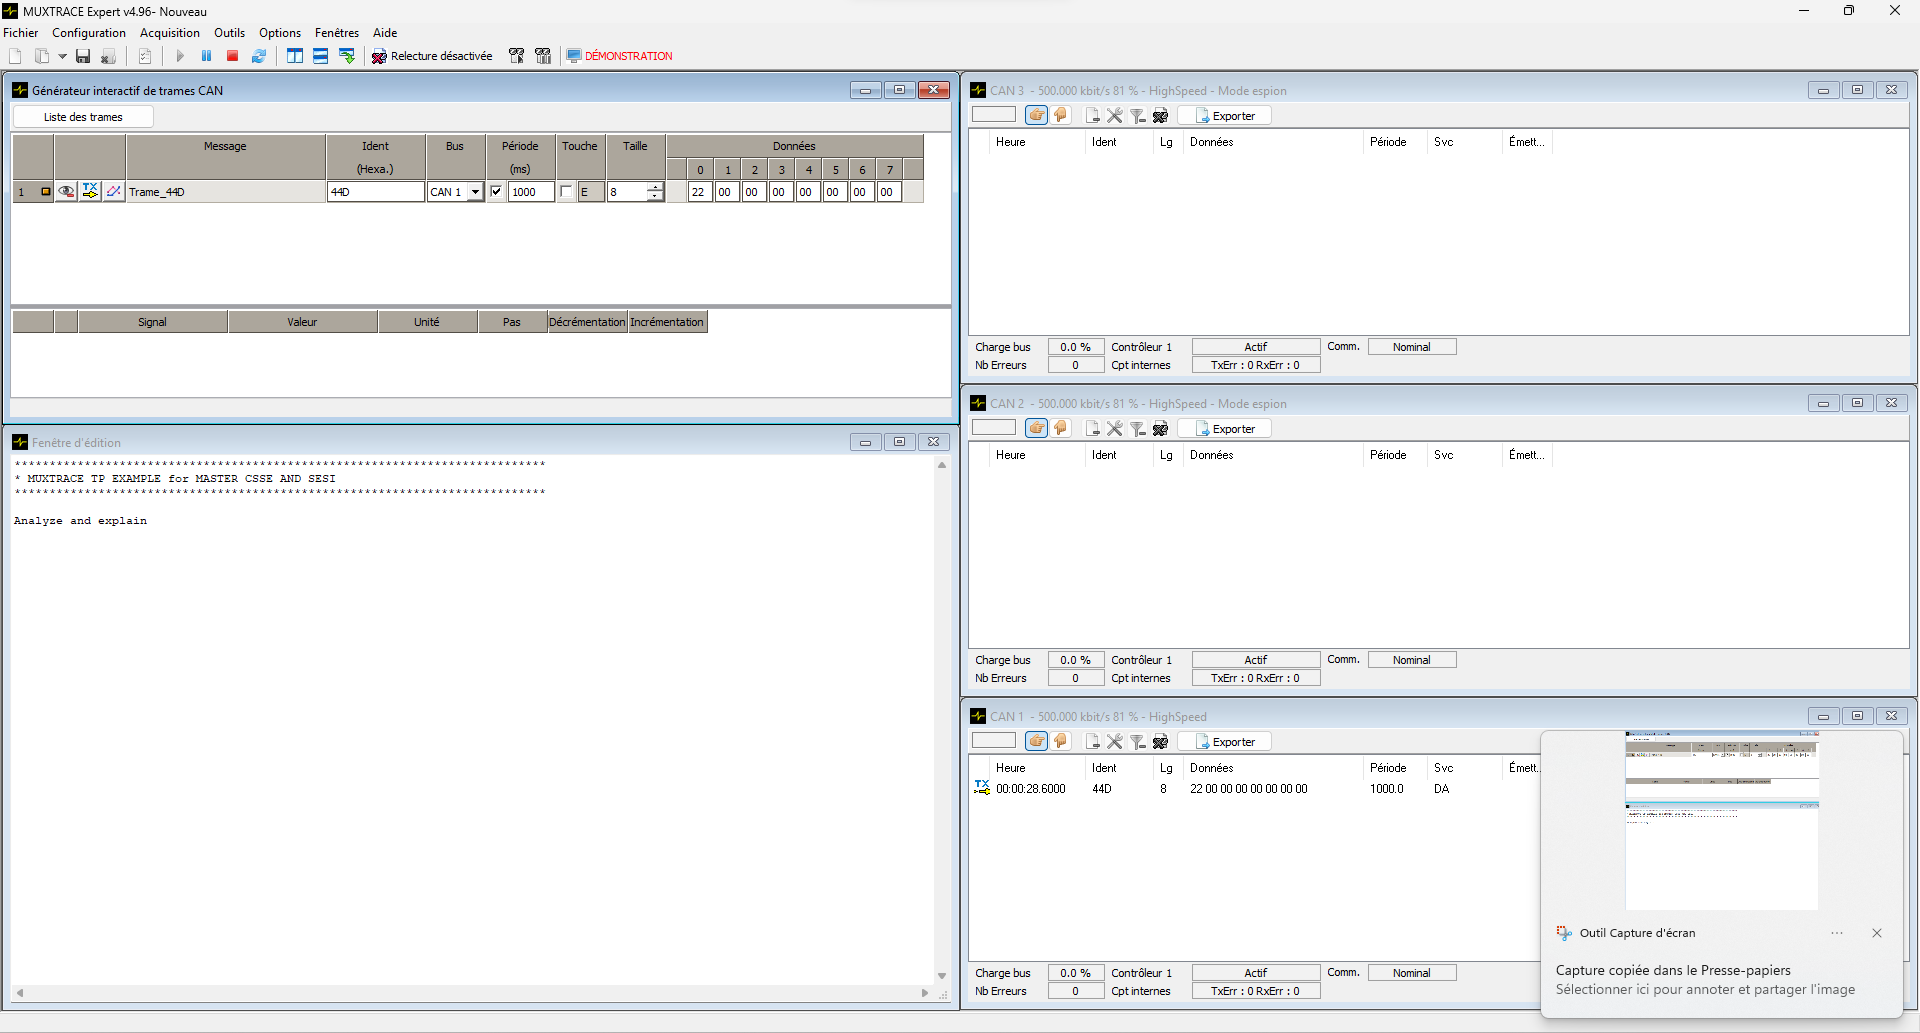 MUXTRACE Expert v4.96- Nouveau
Fichier Configuration Acquisition Outils Options Fenêtres Aide
Relecture désactivée DÉMONSTRATION
Générateur interactif de trames CAN
Liste des trames
Message Ident Bus Période Touche Taille Données
(Hexa.) (ms) 0 1 2 3 4 5 6 7
1 TX Trame_44D 44D CAN 1 1000 E 8 22 00 00 00 00 00 00 00
Signal Valeur Unité Pas Décrémentation Incrémentation
Fenêtre d'édition
****************************************************************************
* MUXTRACE TP EXAMPLE for MASTER CSSE AND SESI
****************************************************************************
Analyze and explain
CAN 3 - 500.000 kbit/s 81 % - HighSpeed - Mode espion
Exporter
Heure Ident Lg Données Période Svc Émett...
Charge bus 0.0 % Contrôleur 1 Actif Comm. Nominal
Nb Erreurs 0 Cpt internes TxErr : 0 RxErr : 0
CAN 2 - 500.000 kbit/s 81 % - HighSpeed - Mode espion
Exporter
Heure Ident Lg Données Période Svc Émett...
Charge bus 0.0 % Contrôleur 1 Actif Comm. Nominal
Nb Erreurs 0 Cpt internes TxErr : 0 RxErr : 0
CAN 1 - 500.000 kbit/s 81 % - HighSpeed
Exporter
Heure Ident Lg Données Période Svc Émett.
TX 00:00:28.6000 44D 8 22 00 00 00 00 00 00 00 1000.0 DA
Charge bus 0.0 % Contrôleur 1 Actif Comm. Nominal
Nb Erreurs 0 Cpt internes TxErr : 0 RxErr : 0
Outil Capture d'écran
Capture copiée dans le Presse-papiers
Sélectionner ici pour annoter et partager l'image